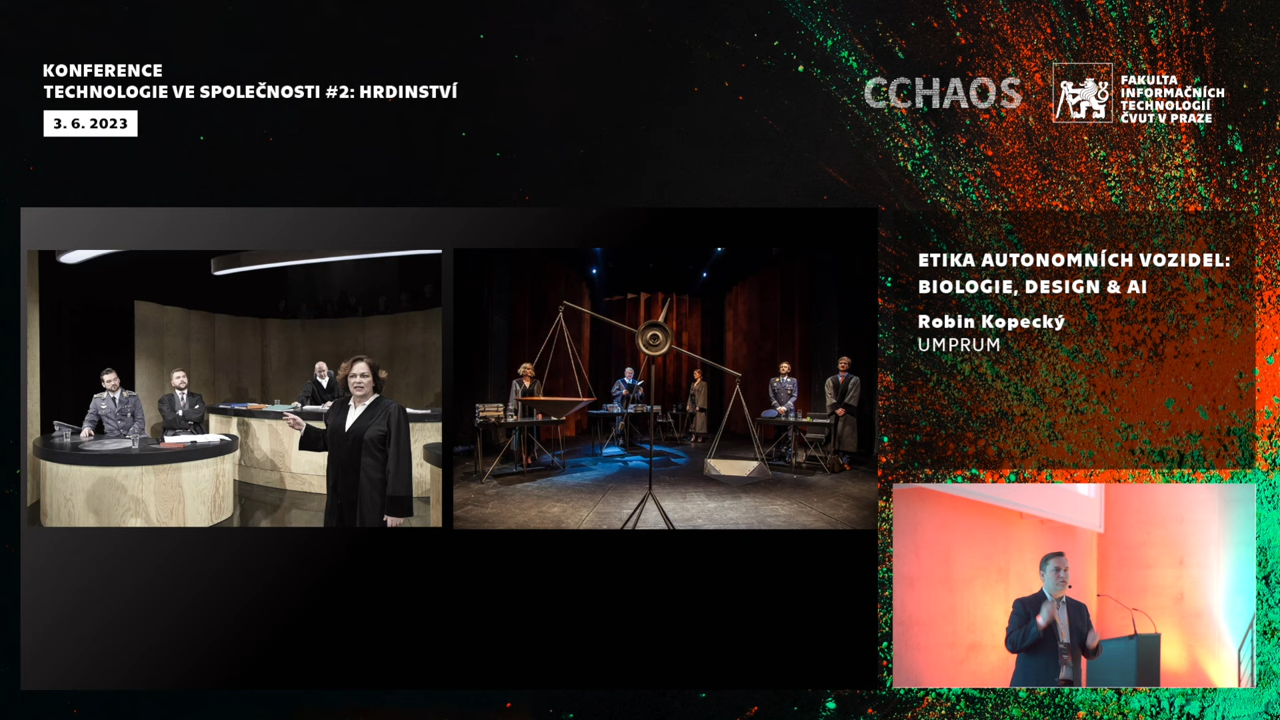 KONFERENCE
TECHNOLOGIE VE SPOLEČNOSTI #2: HRDINSTVÍ
3. 6. 2023
CCHAOS
FAKULTA
INFORMAČNÍCH
TECHNOLOGIÍ
ČVUT V PRAZE
ETIKA AUTONOMNÍCH VOZIDEL:
BIOLOGIE, DESIGN & AI
Robin Kopecký
UMPRUM